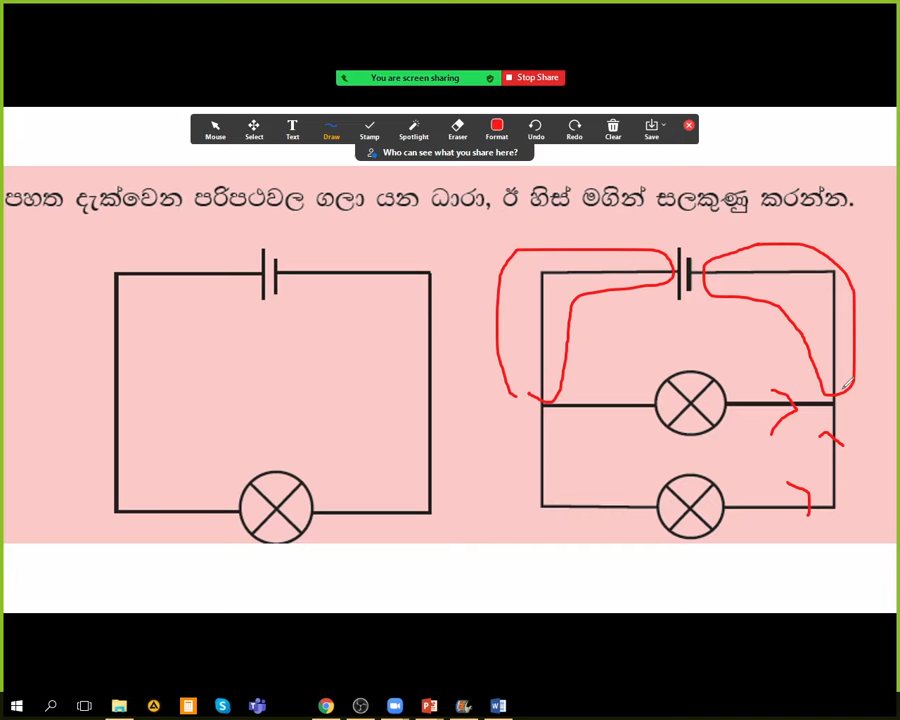 You are screen sharing Stop Share
Mouse Select Text Draw Stamp Spotlight Eraser Format Undo Redo Clear Save
Who can see what you share here?
පහත දැක්වෙන පරිපථවල ගලා යන ධාරා, ඊ හිස් මගින් සලකුණු කරන්න.